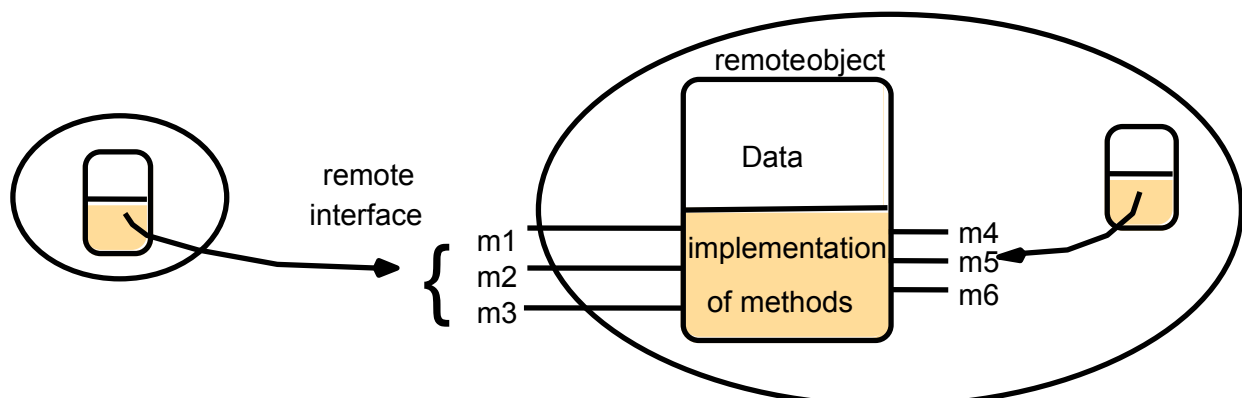 remoteobject
Data
remote
interface
{
m1
m2
m3
implementation
of methods
m4
m5
m6